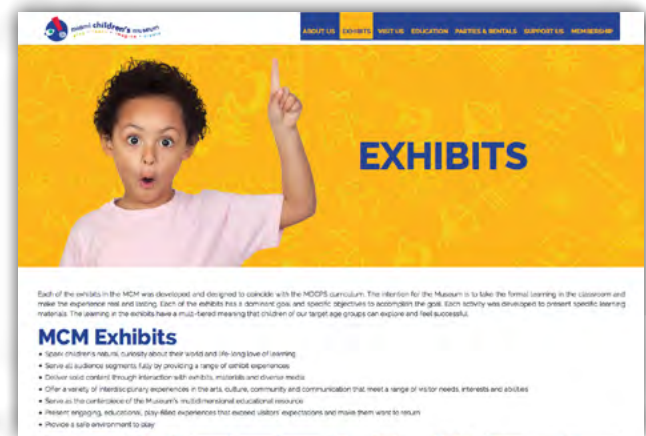 miami children's museum
play • learn • imagine • create
ABOUT US EXHIBITS VISIT US EDUCATION PARTIES & RENTALS SUPPORT US MEMBERSHIP
EXHIBITS
Each of the exhibits in the MCM was developed and designed to coincide with the MDCPS curriculum. The intention for the Museum is to take the formal learning in the classroom and
make the experience real and lasting. Each of the exhibits has a dominant goal and specific objectives to accomplish the goal. Each activity was developed to present specific learning
materials. The learning in the exhibits have a multi-tiered meaning that children of our target age groups can explore and feel successful.
MCM Exhibits
• Spark children's natural curiosity about their world and life-long love of learning
• Serve all audience segments fully by providing a range of exhibit experiences
• Deliver solid content through interaction with exhibits, materials and diverse media
• Offer a variety of interdisciplinary experiences in the arts, culture, community and communication that meet a range of visitor needs, interests and abilities
• Serve as the centerpiece of the Museum's multidimensional educational resource
• Present engaging, educational, play-filled experiences that exceed visitors' expectations and make them want to return
• Provide a safe environment to play